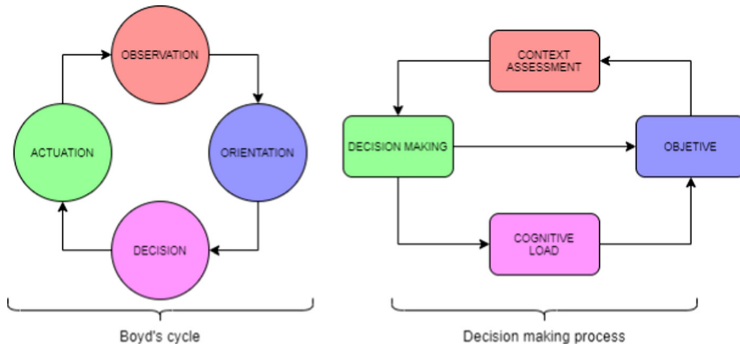 OBSERVATION
ACTUATION
ORIENTATION
DECISION
Boyd's cycle
CONTEXT
ASSESSMENT
DECISION MAKING
OBJETIVE
COGNITIVE
LOAD
Decision making process